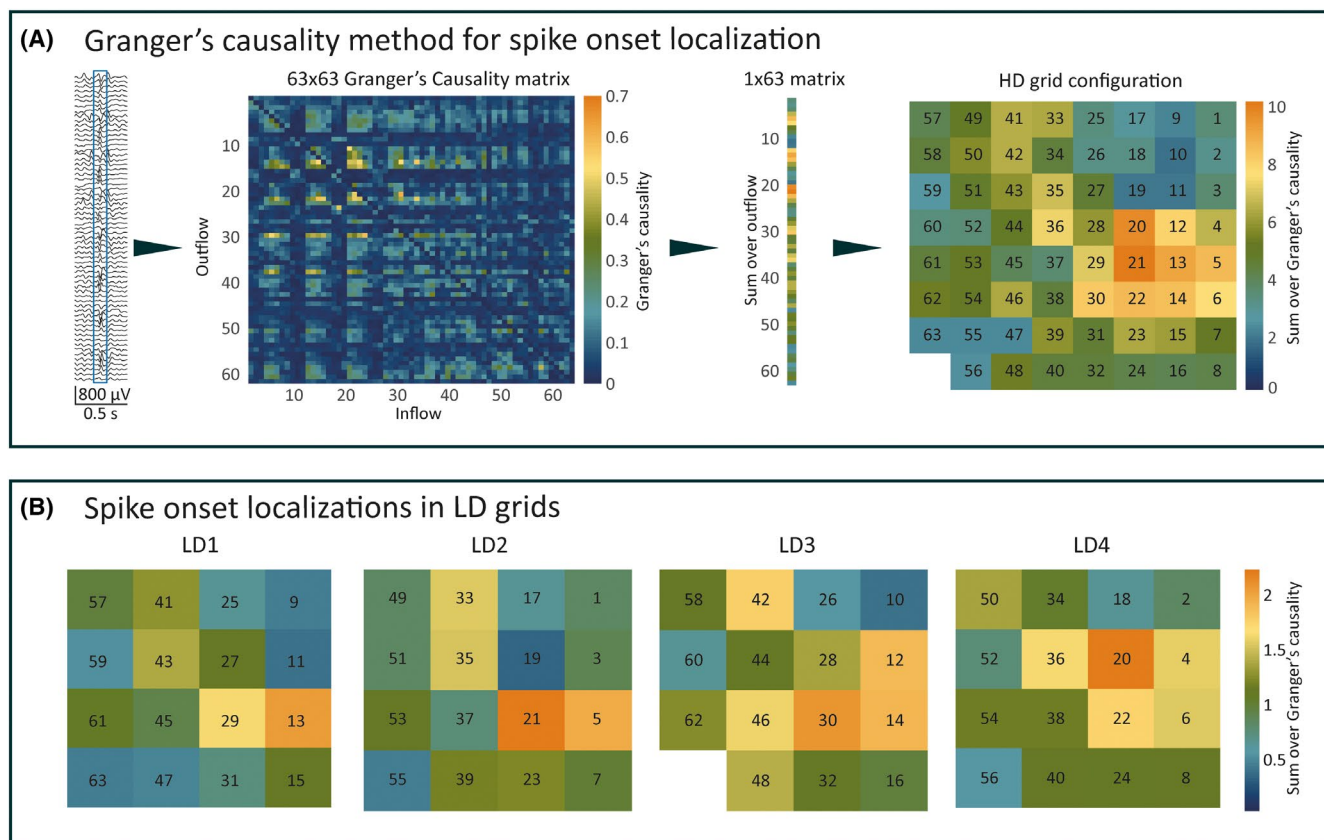 (A) Granger's causality method for spike onset localization
63x63 Granger's Causality matrix
1x63 matrix
HD grid configuration
800 µV
0.5 s
Outflow
10
20
30
40
50
60
10 20 30 40 50 60
Inflow
0.7
0.6
0.5
0.4
0.3
0.2
0.1
0
Granger's causality
Sum over outflow
10
20
30
40
50
60
57 49 41 33 25 17 9 1
58 50 42 34 26 18 10 2
59 51 43 35 27 19 11 3
60 52 44 36 28 20 12 4
61 53 45 37 29 21 13 5
62 54 46 38 30 22 14 6
63 55 47 39 31 23 15 7
56 48 40 32 24 16 8
10
8
6
4
2
0
Sum over Granger's causality
(B) Spike onset localizations in LD grids
LD1
57 41 25 9
59 43 27 11
61 45 29 13
63 47 31 15
LD2
49 33 17 1
51 35 19 3
53 37 21 5
55 39 23 7
LD3
58 42 26 10
60 44 28 12
62 46 30 14
48 32 16
LD4
50 34 18 2
52 36 20 4
54 38 22 6
56 40 24 8
2
1.5
1
0.5
Sum over Granger's causality